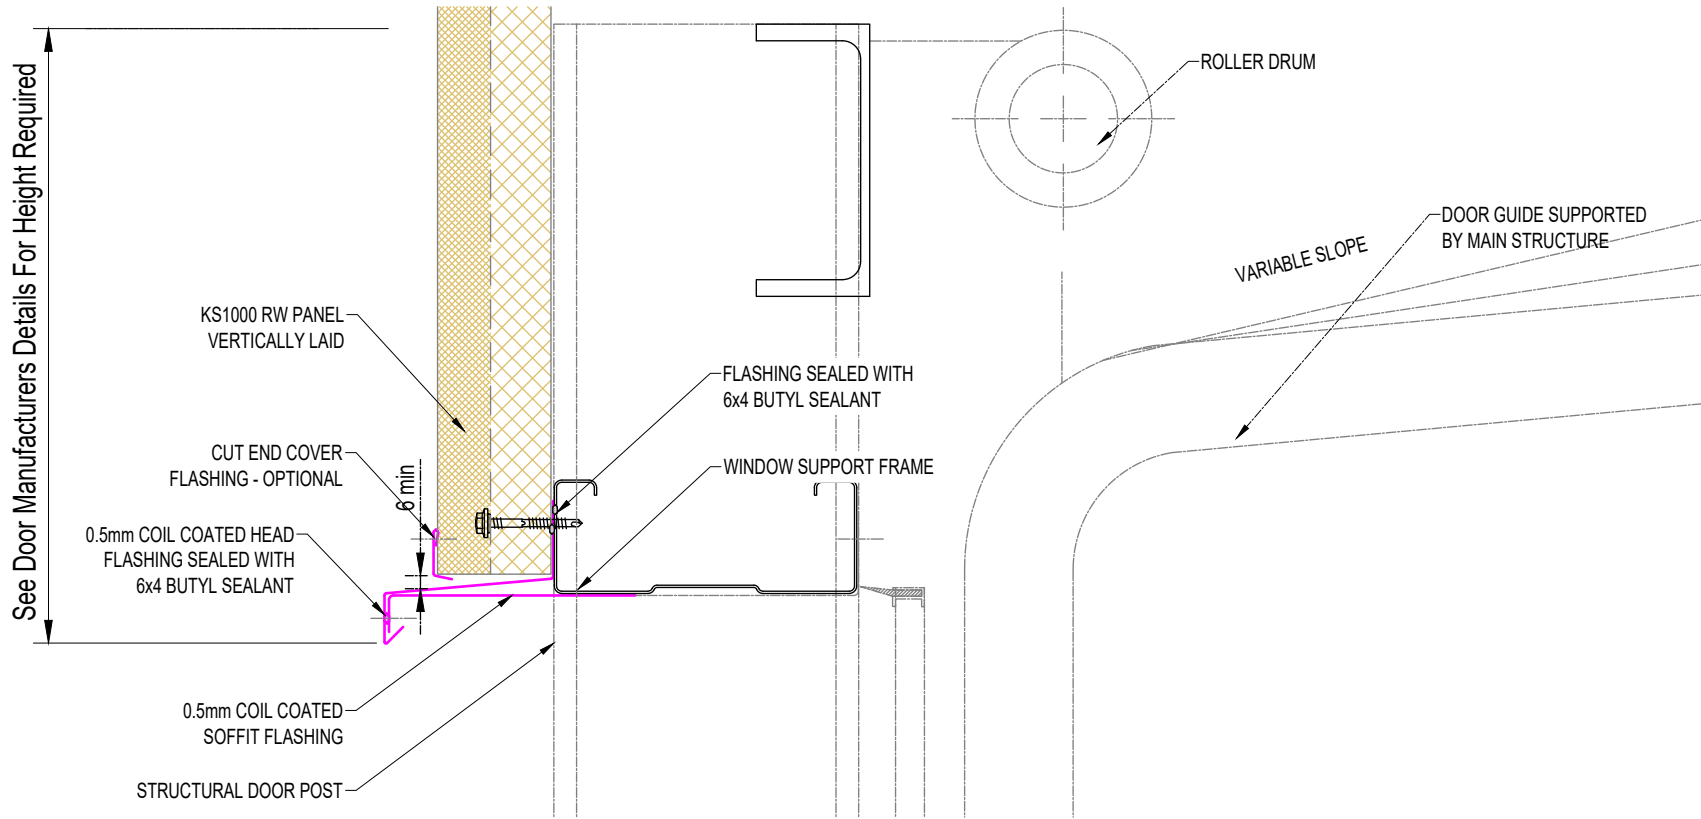 See Door Manufacturers Details For Height Required
ROLLER DRUM
DOOR GUIDE SUPPORTED
BY MAIN STRUCTURE
VARIABLE SLOPE
KS1000 RW PANEL
VERTICALLY LAID
FLASHING SEALED WITH
6x4 BUTYL SEALANT
CUT END COVER
FLASHING - OPTIONAL
6 min
WINDOW SUPPORT FRAME
0.5mm COIL COATED HEAD
FLASHING SEALED WITH
6x4 BUTYL SEALANT
0.5mm COIL COATED
SOFFIT FLASHING
STRUCTURAL DOOR POST